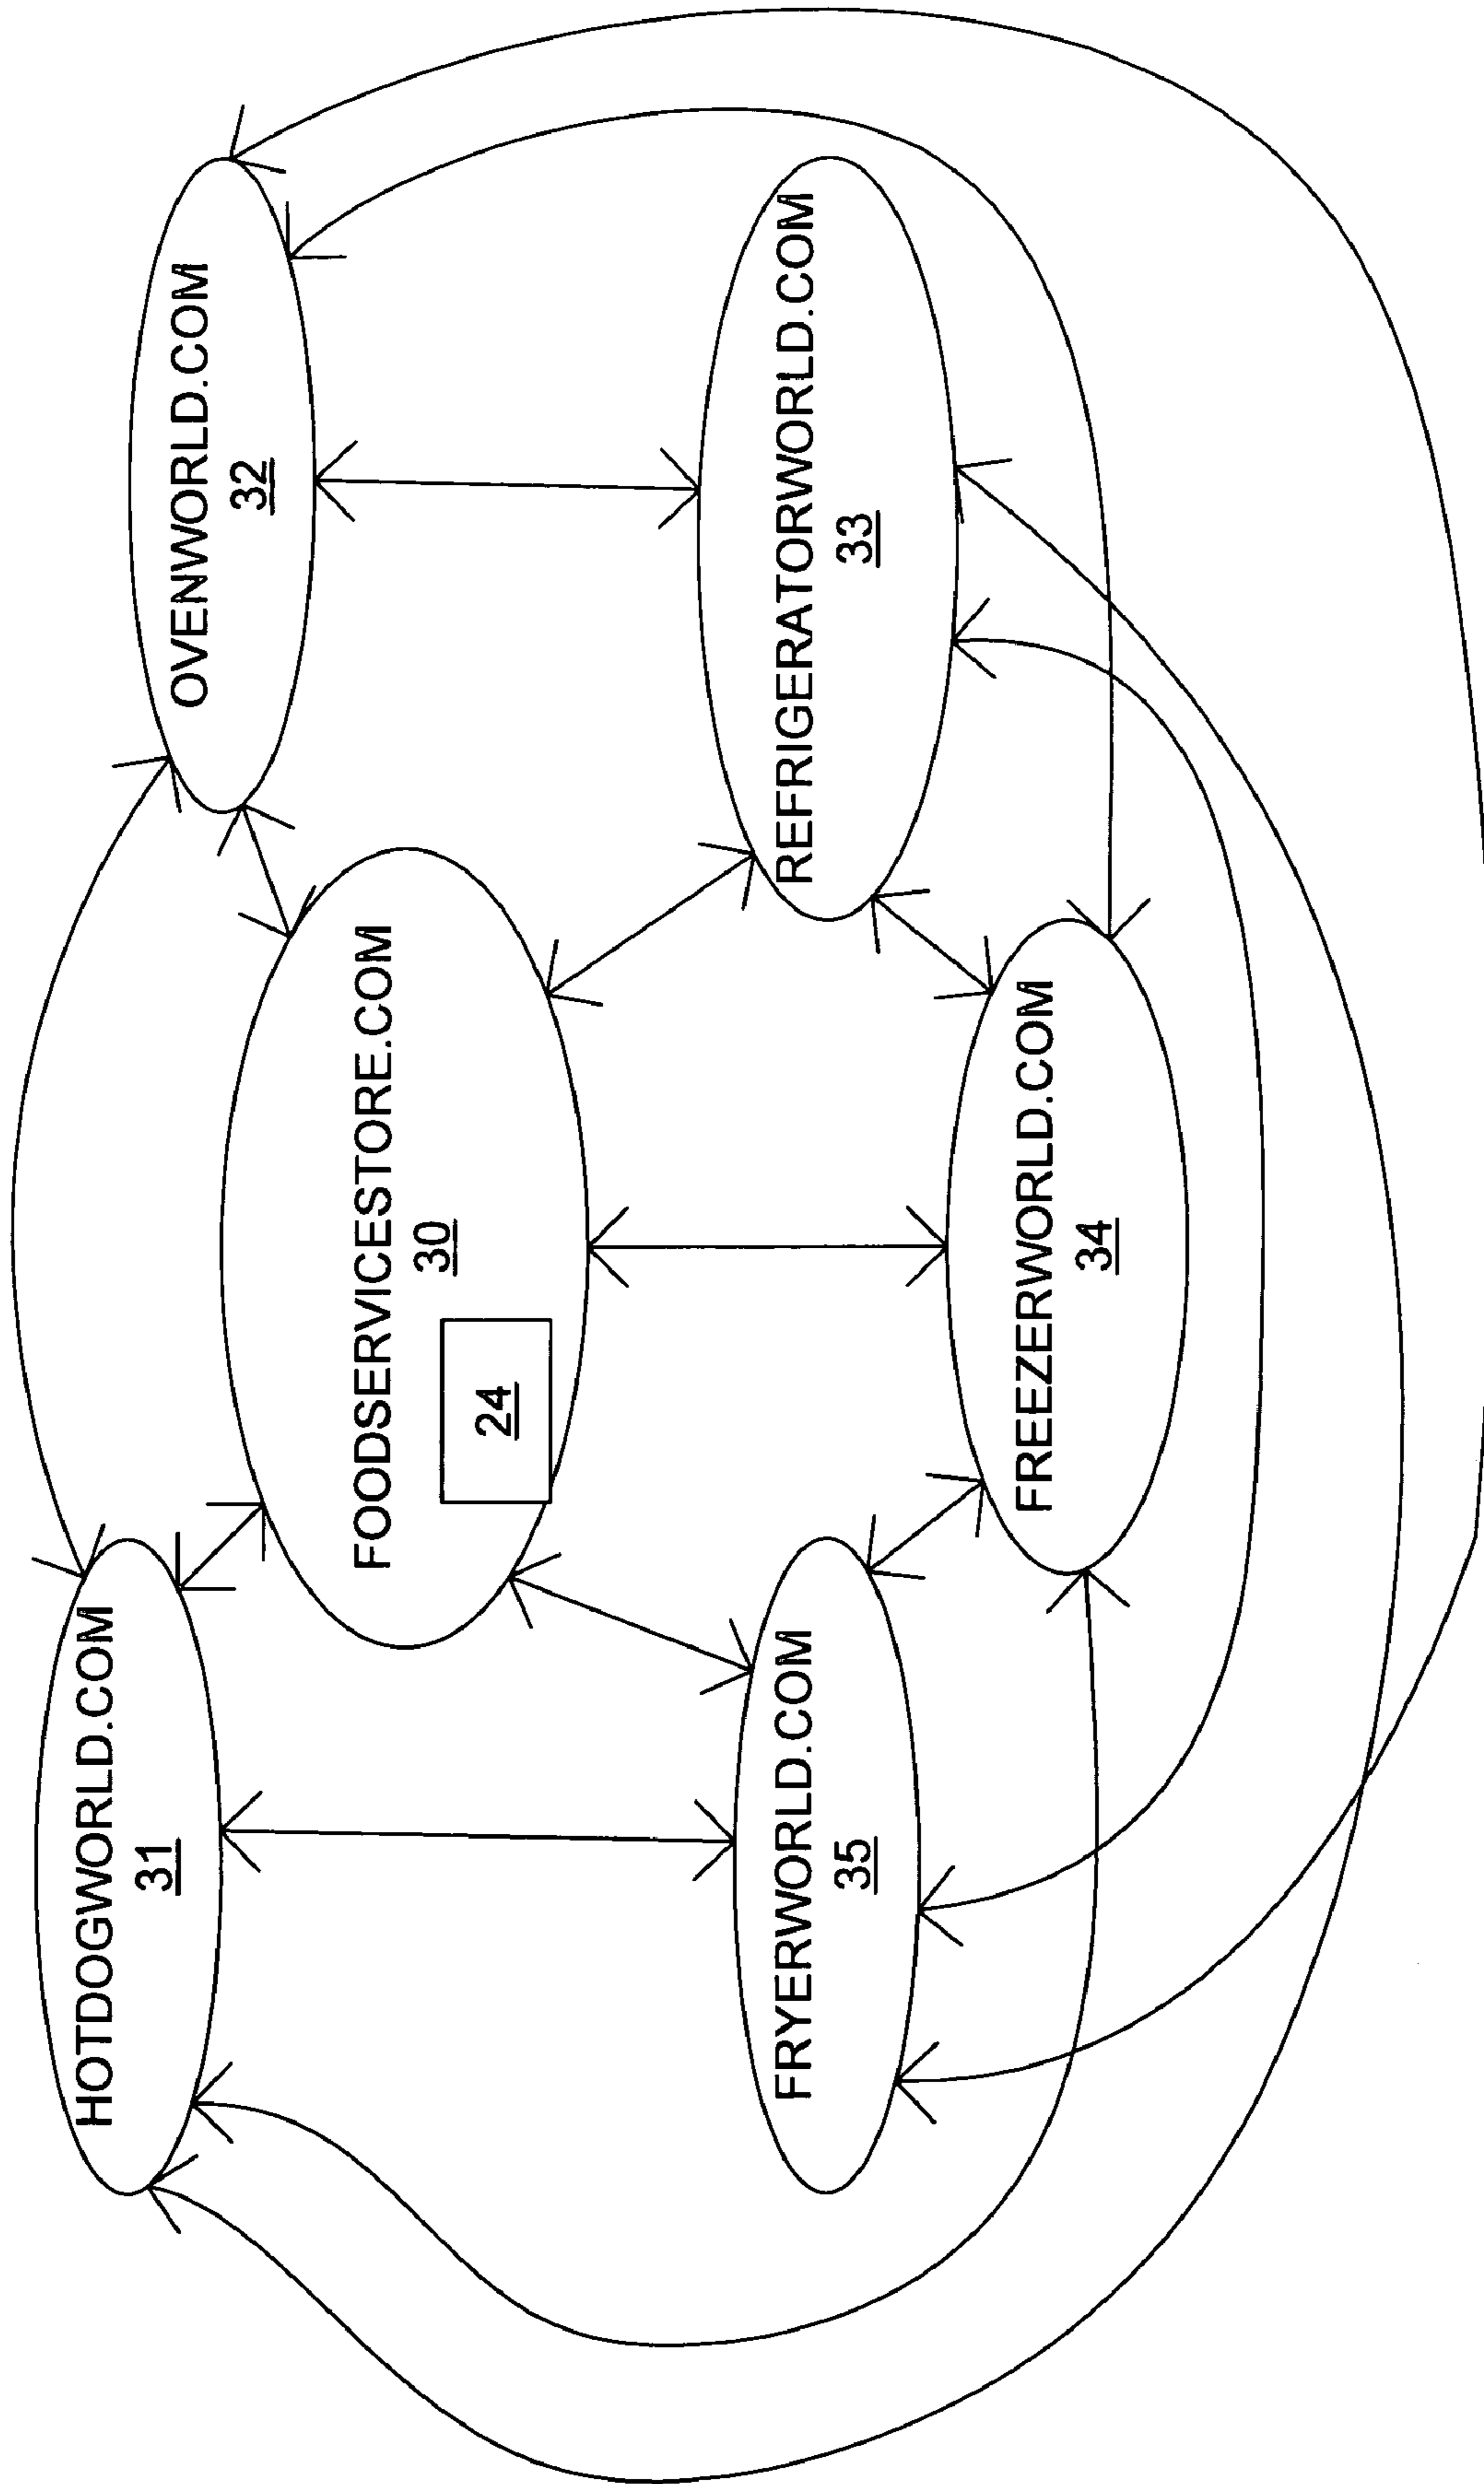 HOTDOGWORLD.COM
31
OVENWORLD.COM
32
FOODSERVICESTORE.COM
30
24
FRYERWORLD.COM
35
REFRIGERATORWORLD.COM
33
FREEZERWORLD.COM
34